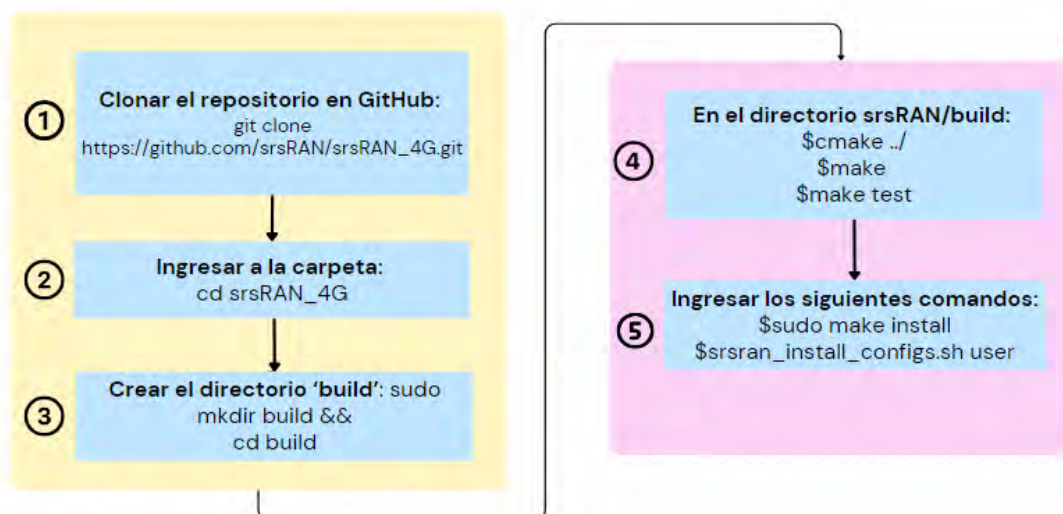 1
Clonar el repositorio en GitHub:
git clone
https://github.com/srsRAN/srsRAN_4G.git
2
Ingresar a la carpeta:
cd srsRAN_4G
3
Crear el directorio ‘build’: sudo
mkdir build &&
cd build
4
En el directorio srsRAN/build:
$cmake ../
$make
$make test
5
Ingresar los siguientes comandos:
$sudo make install
$srsran_install_configs.sh user